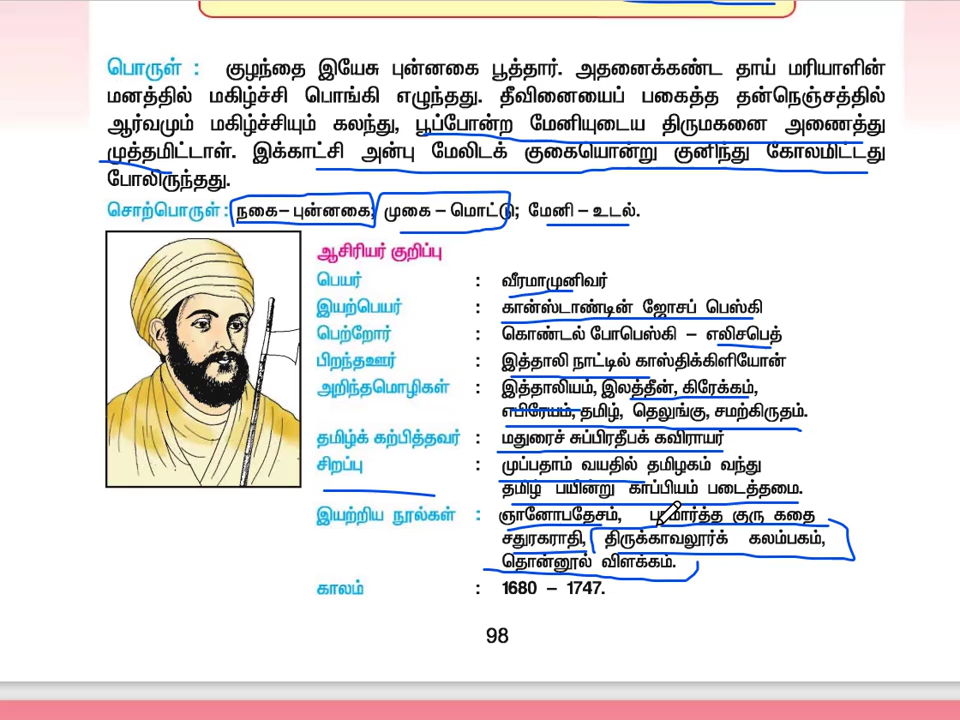 பொருள் : குழந்தை இயேசு புன்னகை பூத்தார். அதனைக்கண்ட தாய் மரியாளின்
மனத்தில் மகிழ்ச்சி பொங்கி எழுந்தது. தீவினையைப் பகைத்த தன்நெஞ்சத்தில்
ஆர்வமும் மகிழ்ச்சியும் கலந்து, பூப்போன்ற மேனியுடைய திருமகனை அணைத்து
முத்தமிட்டாள். இக்காட்சி அன்பு மேலிடக் குகையொன்று குனிந்து கோலமிட்டது
போலிருந்தது.
சொற்பொருள் : நகை – புன்னகை; முகை – மொட்டு; மேனி – உடல்.
ஆசிரியர் குறிப்பு
பெயர் : வீரமாமுனிவர்
இயற்பெயர் : கான்ஸ்டாண்டின் ஜோசப் பெஸ்கி
பெற்றோர் : கொண்டல் போபெஸ்கி – எலிசபெத்
பிறந்தஊர் : இத்தாலி நாட்டில் காஸ்திக்கிளியோன்
அறிந்தமொழிகள் : இத்தாலியம், இலத்தீன், கிரேக்கம்,
எபிரேயம், தமிழ், தெலுங்கு, சமற்கிருதம்.
தமிழ்க் கற்பித்தவர் : மதுரைச் சுப்பிரதீபக் கவிராயர்
சிறப்பு : முப்பதாம் வயதில் தமிழகம் வந்து
தமிழ் பயின்று காப்பியம் படைத்தமை.
இயற்றிய நூல்கள் : ஞானோபதேசம், குரு கதை
சதுரகராதி, திருக்காவலூர்க் கலம்பகம்,
தொன்னூல் விளக்கம்.
காலம் : 1680 – 1747.
98